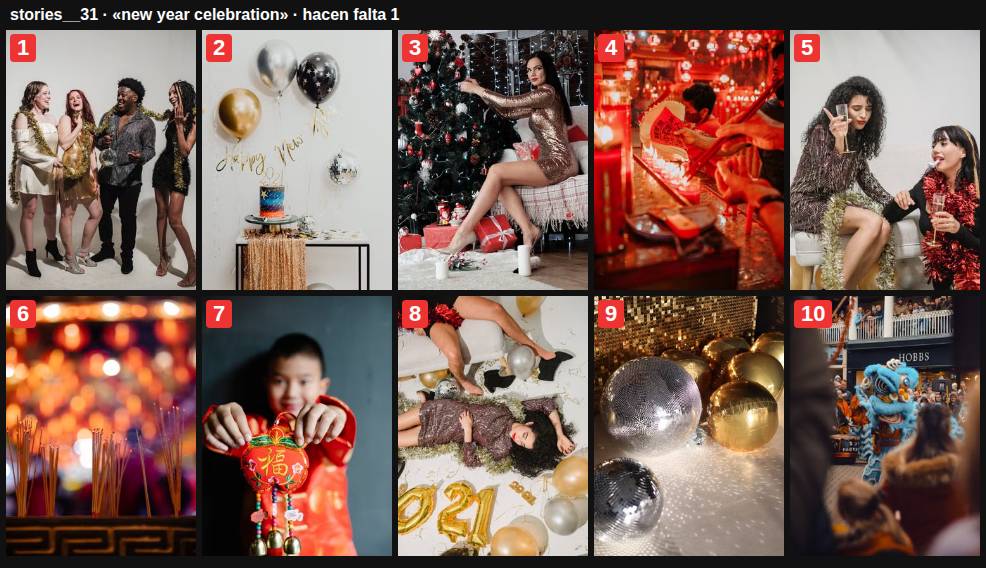 stories__31 · «new year celebration» · hacen falta 1
1
2
3
4
5
Happy New
6
7
福
8
2021
9
10
HOBBS